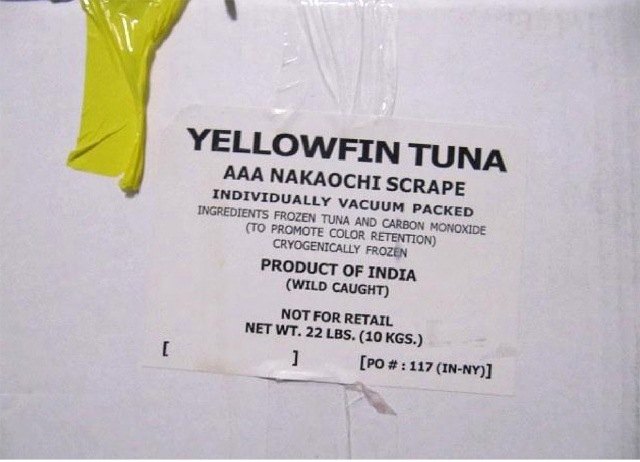 YELLOWFIN TUNA
AAA NAKAOCHI SCRAPE
INDIVIDUALLY VACUUM PACKED
INGREDIENTS FROZEN TUNA AND CARBON MONOXIDE
(TO PROMOTE COLOR RETENTION)
CRYOGENICALLY FROZEN
PRODUCT OF INDIA
(WILD CAUGHT)
NOT FOR RETAIL
NET WT. 22 LBS. (10 KGS.)
[ ] [PO # : 117 (IN-NY)]